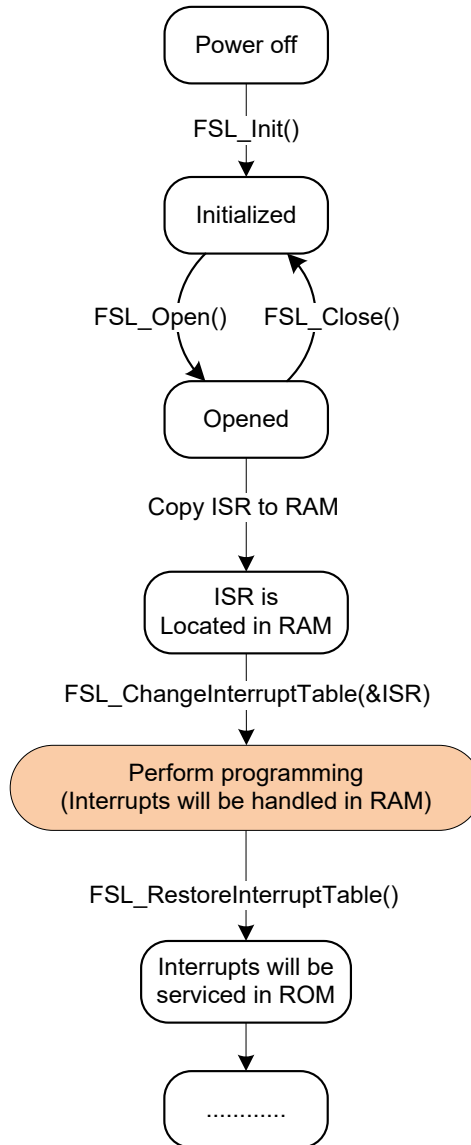 Power off
FSL_Init()
Initialized
FSL_Open()
FSL_Close()
Opened
Copy ISR to RAM
ISR is
Located in RAM
FSL_ChangeInterruptTable(&ISR)
Perform programming
(Interrupts will be handled in RAM)
FSL_RestoreInterruptTable()
Interrupts will be
serviced in ROM
............